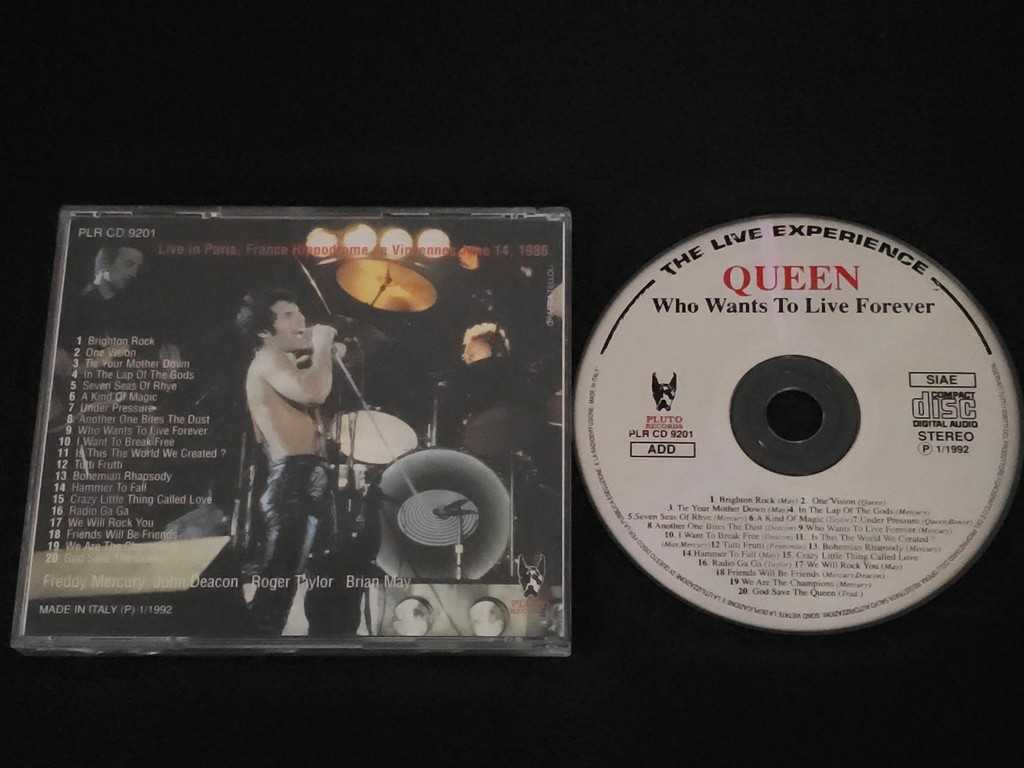 PLR CD 9201
Live in Paris, France Hippodrome de Vincennes June 14, 1986.
1 Brighton Rock
2 One Vision
3 Tie Your Mother Down
4 In The Lap Of The Gods
5 Seven Seas Of Rhye
6 A Kind Of Magic
7 Under Pressure
8 Another One Bites The Dust
9 Who Wants To Live Forever
10 I Want To Break Free
11 Is This The World We Created ?
12 Tutti Frutti
13 Bohemian Rhapsody
14 Hammer To Fall
15 Crazy Little Thing Called Love
16 Radio Ga Ga
17 We Will Rock You
18 Friends Will Be Friends
19 We Are The
20
Freddy Mercury John Deacon Roger Taylor Brian May
PLUTO
RECORDS
MADE IN ITALY (P) 1/1992
THE LIVE EXPERIENCE
QUEEN
Who Wants To Live Forever
PLUTO
RECORDS
PLR CD 9201
ADD
SIAE
COMPACT
disc
DIGITAL AUDIO
STEREO
Ⓟ 1/1992
1. Brighton Rock (May) 2. One Vision (Queen)
3. Tie Your Mother Down (May) 4. In The Lap Of The Gods (Mercury)
5. Seven Seas Of Rhye (Mercury) 6. A Kind Of Magic (Taylor) 7. Under Pressure (Queen/Bowie)
8 Another One Bites The Dust (Deacon) 9. Who Wants To Live Forever (Mercury)
10. I Want To Break Free (Deacon) 11. Is This The World We Created ?
(May, Mercury) 12 Tutti Frutti (Penniman) 13. Bohemian Rhapsody (Mercury)
14. Hammer To Fall (May) 15. Crazy Little Thing Called Love
16. Radio Ga Ga (Taylor) 17. We Will Rock You (May)
18 Friends Will Be Friends (Mercury, Deacon)
19 We Are The Champions (Mercury)
20. God Save The Queen (Trad.)